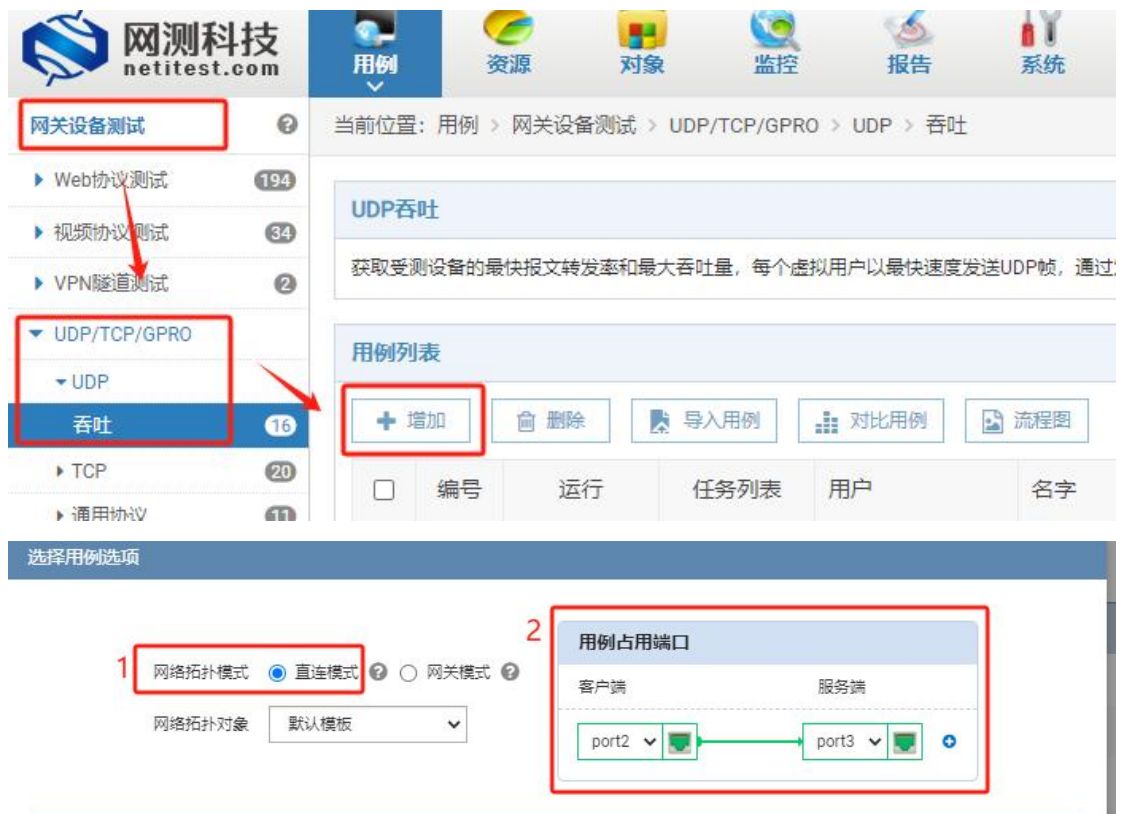 网测科技
netitest.com
用例
资源
对象
监控
报告
系统
网关设备测试
当前位置：用例 > 网关设备测试 > UDP/TCP/GPRO > UDP > 吞吐
Web协议测试 194
视频协议测试 34
VPN隧道测试 2
UDP/TCP/GPRO
UDP
吞吐 16
TCP 20
通用协议 11
UDP吞吐
获取受测设备的最快报文转发率和最大吞吐量，每个虚拟用户以最快速度发送UDP帧，通过
用例列表
增加 删除 导入用例 对比用例 流程图
编号 运行 任务列表 用户 名字
选择用例选项
1 网络拓扑模式 直连模式 网关模式
网络拓扑对象 默认模板
2 用例占用端口
客户端 服务端
port2 port3